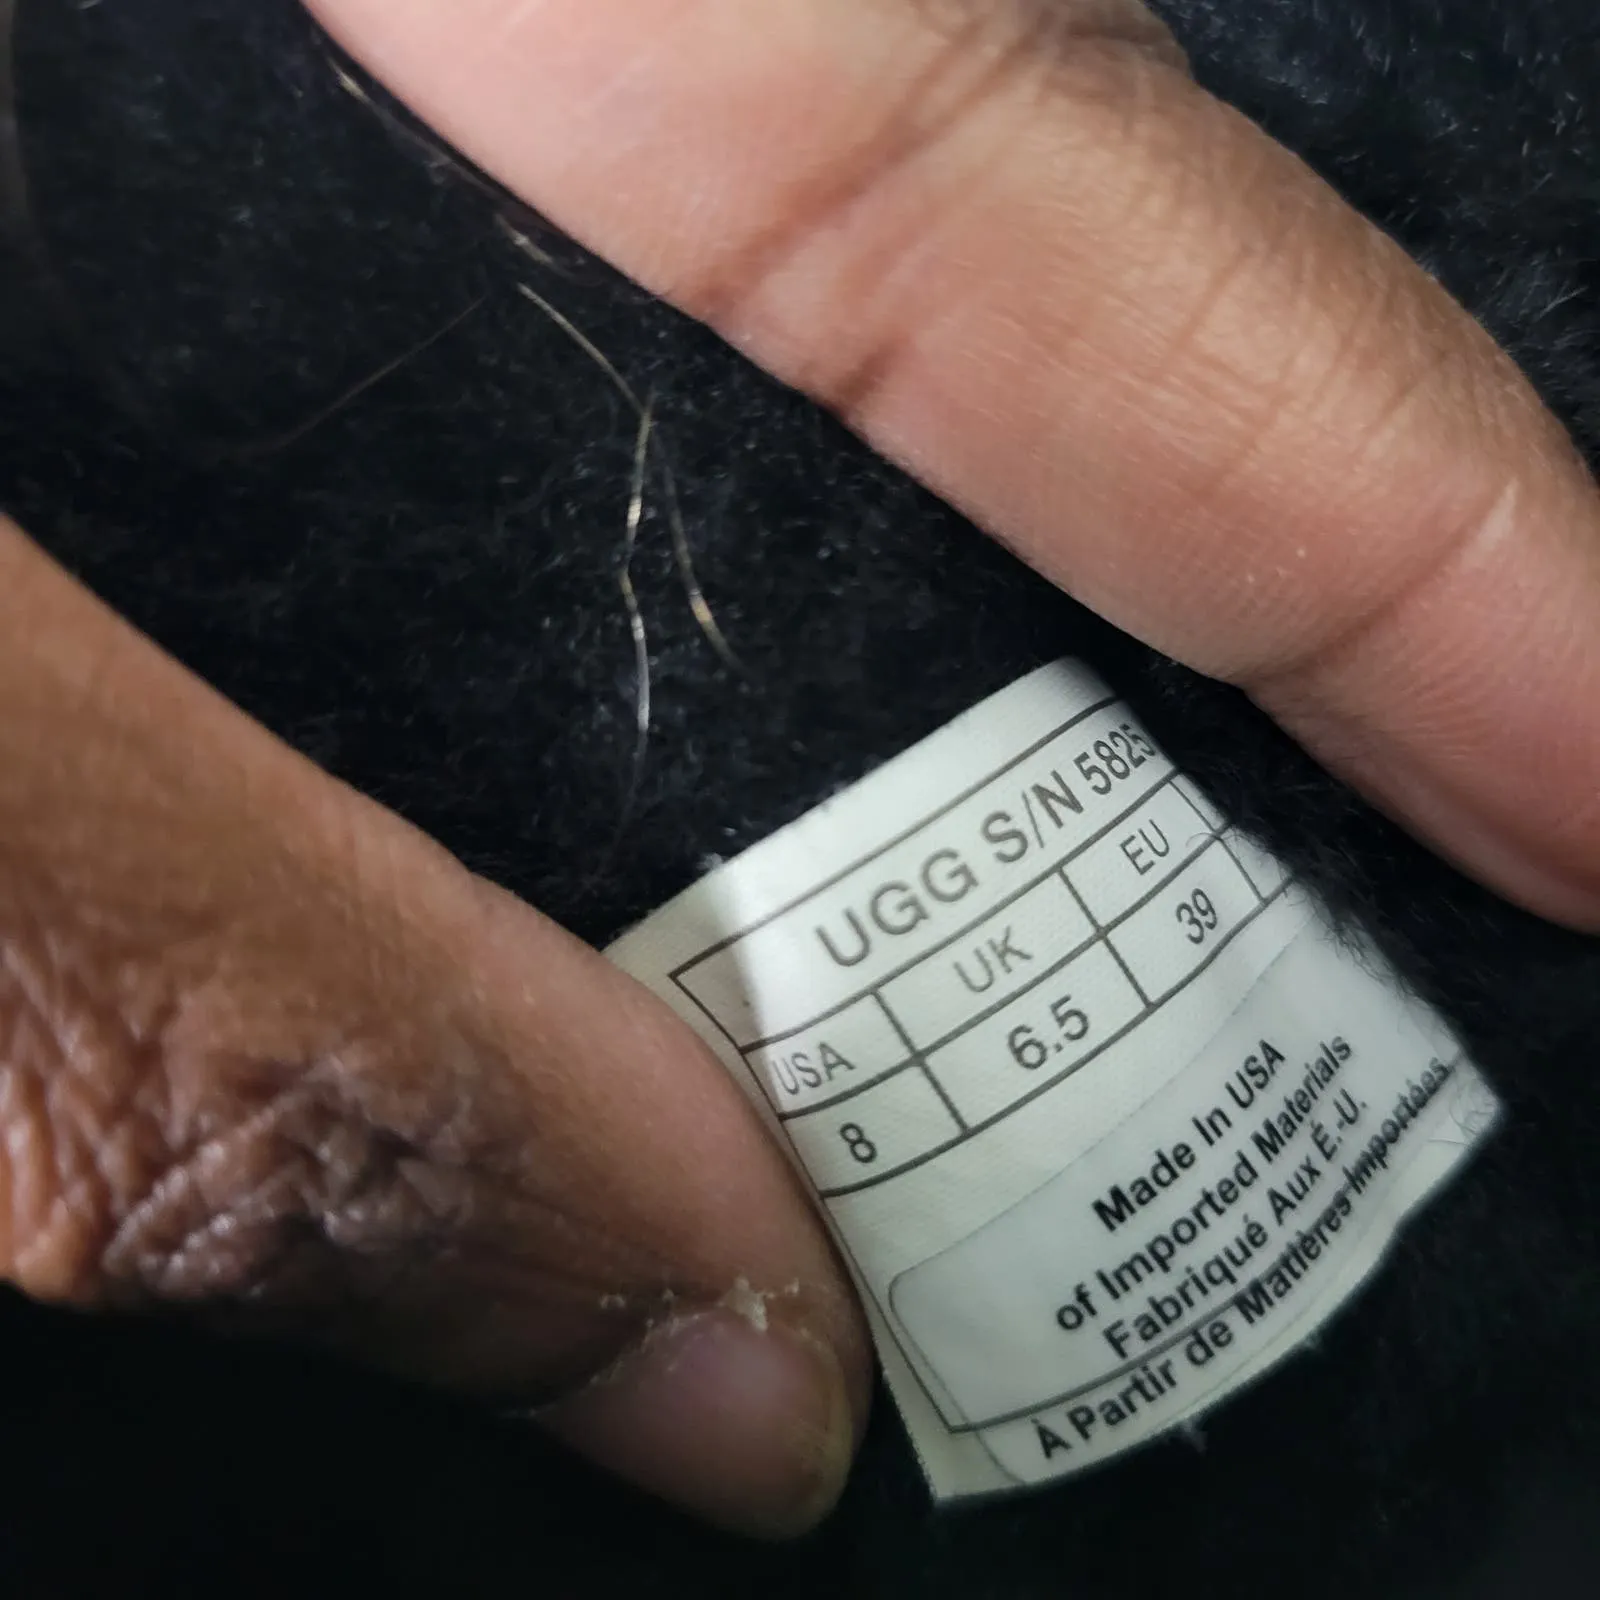 UGG S/N 5825
USA UK EU
8 6.5 39
Made In USA
of Imported Materials
Fabriqué Aux É.-U.
À Partir de Matières Importées